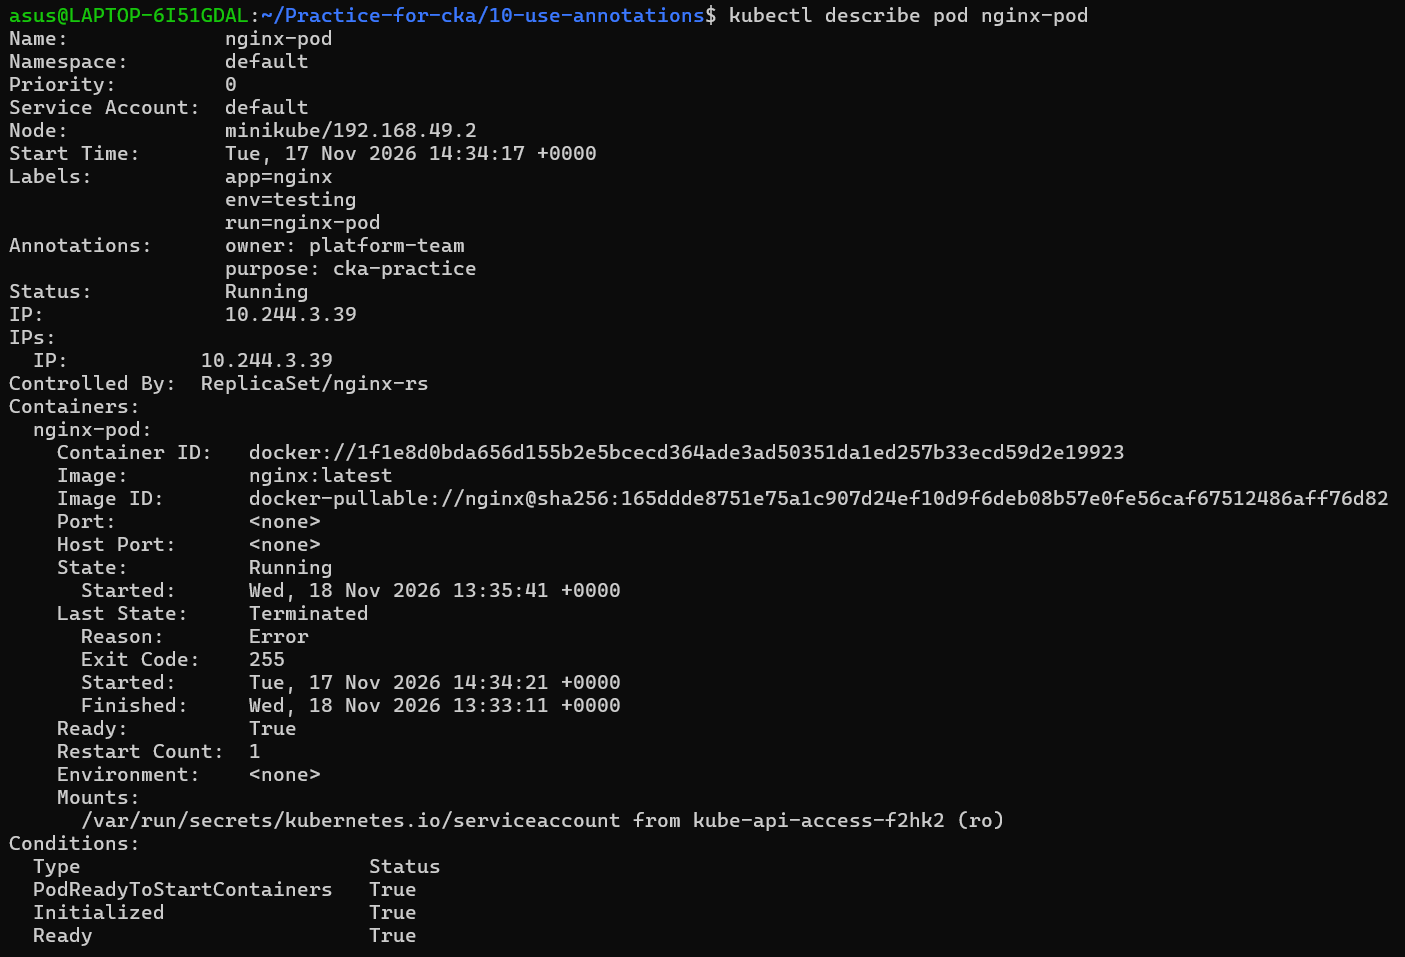 asus@LAPTOP-6I51GDAL:~/Practice-for-cka/10-use-annotations$ kubectl describe pod nginx-pod
Name:             nginx-pod
Namespace:        default
Priority:         0
Service Account:  default
Node:             minikube/192.168.49.2
Start Time:       Tue, 17 Nov 2026 14:34:17 +0000
Labels:           app=nginx
                  env=testing
                  run=nginx-pod
Annotations:      owner: platform-team
                  purpose: cka-practice
Status:           Running
IP:               10.244.3.39
IPs:
  IP:           10.244.3.39
Controlled By:  ReplicaSet/nginx-rs
Containers:
  nginx-pod:
    Container ID:   docker://1f1e8d0bda656d155b2e5bcecd364ade3ad50351da1ed257b33ecd59d2e19923
    Image:          nginx:latest
    Image ID:       docker-pullable://nginx@sha256:165ddde8751e75a1c907d24ef10d9f6deb08b57e0fe56caf67512486aff76d82
    Port:           <none>
    Host Port:      <none>
    State:          Running
      Started:      Wed, 18 Nov 2026 13:35:41 +0000
    Last State:     Terminated
      Reason:       Error
      Exit Code:    255
      Started:      Tue, 17 Nov 2026 14:34:21 +0000
      Finished:     Wed, 18 Nov 2026 13:33:11 +0000
    Ready:          True
    Restart Count:  1
    Environment:    <none>
    Mounts:
      /var/run/secrets/kubernetes.io/serviceaccount from kube-api-access-f2hk2 (ro)
Conditions:
  Type                        Status
  PodReadyToStartContainers   True
  Initialized                 True
  Ready                       True